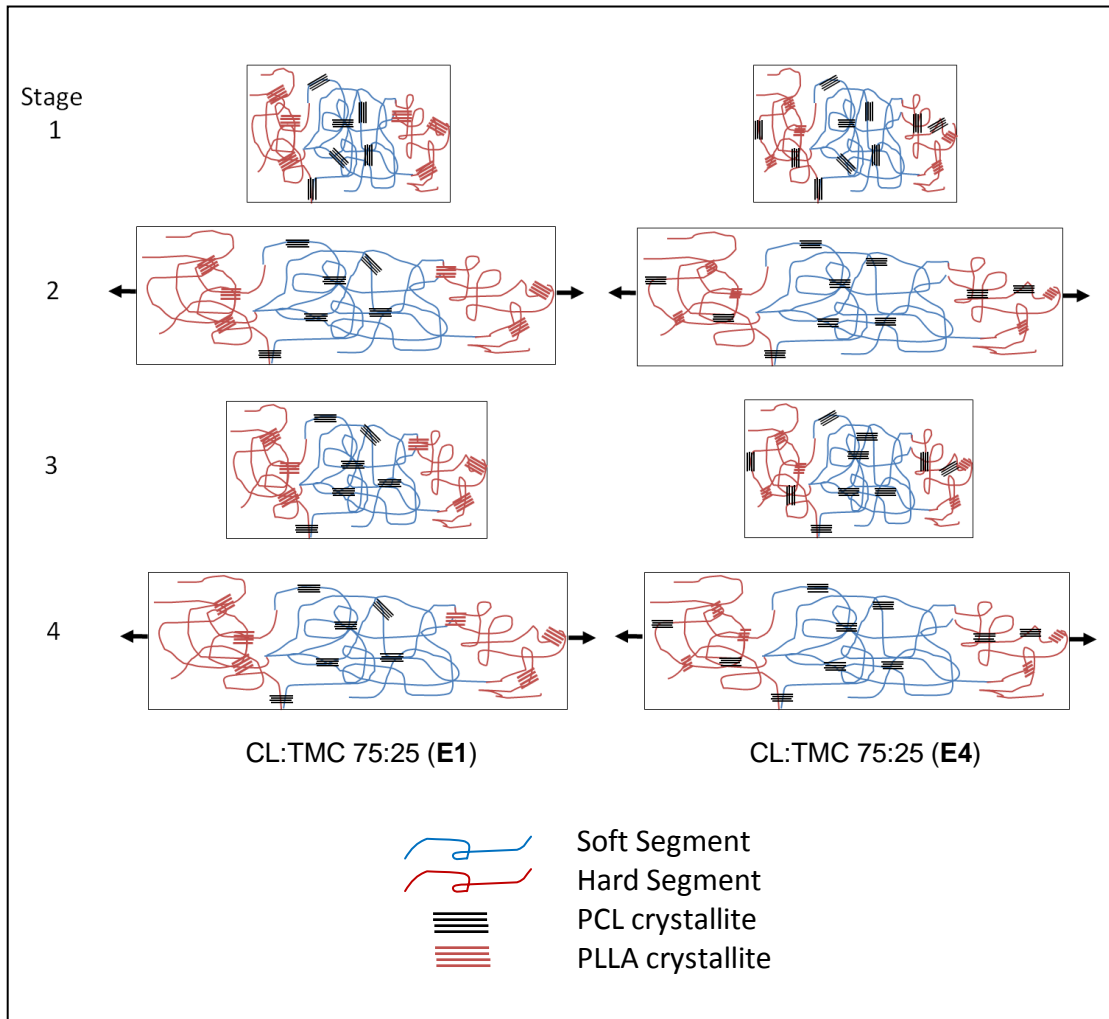 Stage
1
2
3
4
CL:TMC 75:25 (E1)
CL:TMC 75:25 (E4)
Soft Segment
Hard Segment
PCL crystallite
PLLA crystallite